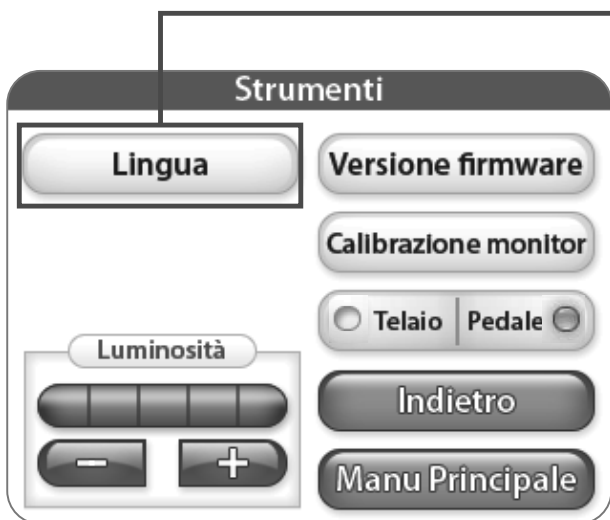 Strumenti
Lingua
Versione firmware
Calibrazione monitor
Telaio | Pedale
Luminosità
Indietro
− +
Manu Principale